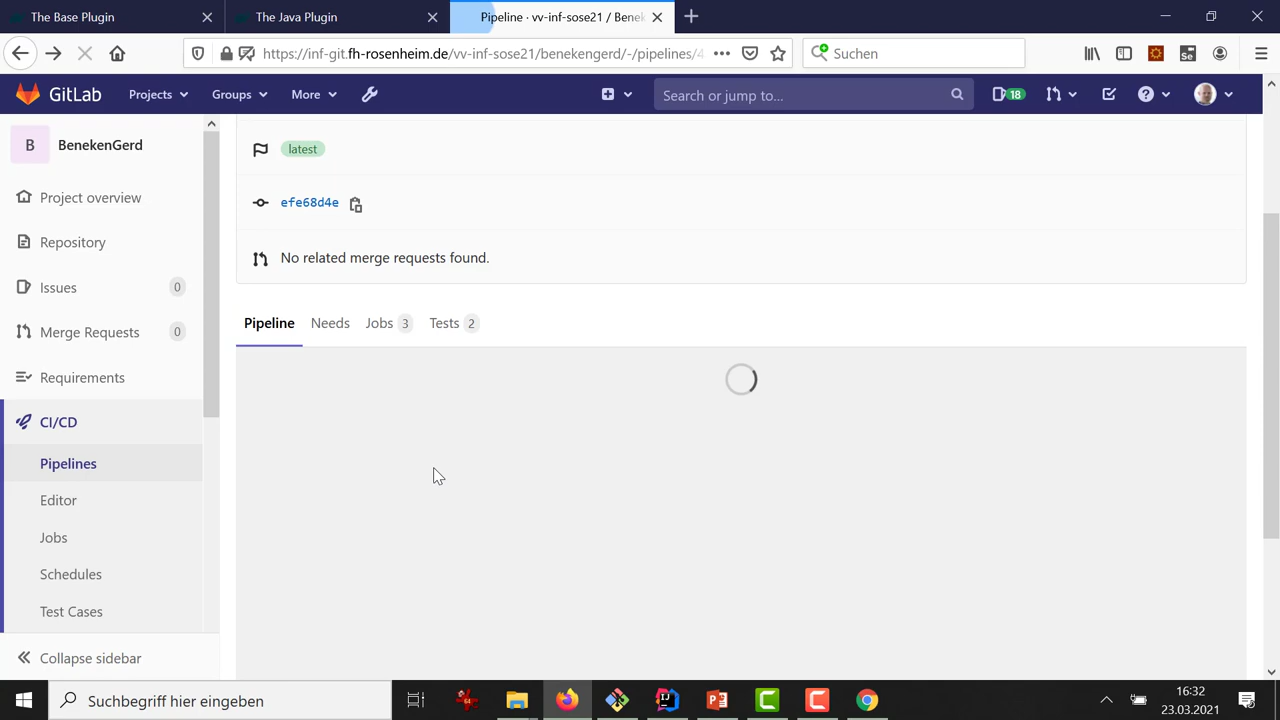 The Base Plugin
The Java Plugin
Pipeline · vv-inf-sose21 / Benek
https://inf-git.fh-rosenheim.de/vv-inf-sose21/benekengerd/-/pipelines/4
Suchen
GitLab
Projects
Groups
More
Search or jump to...
18
B
BenekenGerd
Project overview
Repository
Issues 0
Merge Requests 0
Requirements
CI/CD
Pipelines
Editor
Jobs
Schedules
Test Cases
Collapse sidebar
latest
efe68d4e
No related merge requests found.
Pipeline Needs Jobs 3 Tests 2
Suchbegriff hier eingeben
16:32
23.03.2021